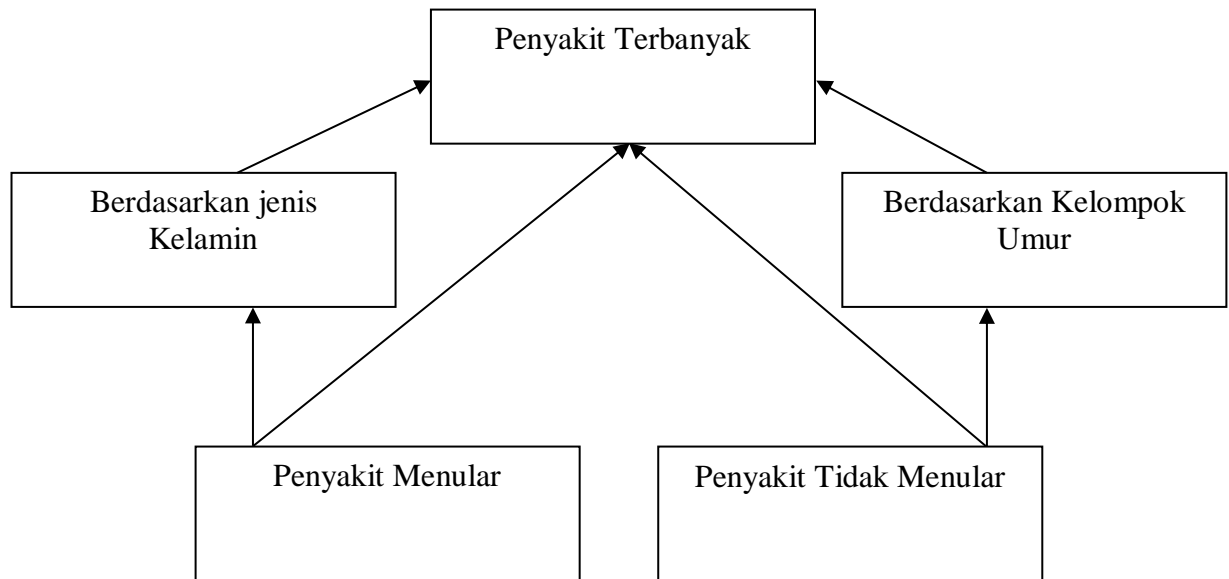 Penyakit Terbanyak
Berdasarkan jenis
Kelamin
Berdasarkan Kelompok
Umur
Penyakit Menular
Penyakit Tidak Menular